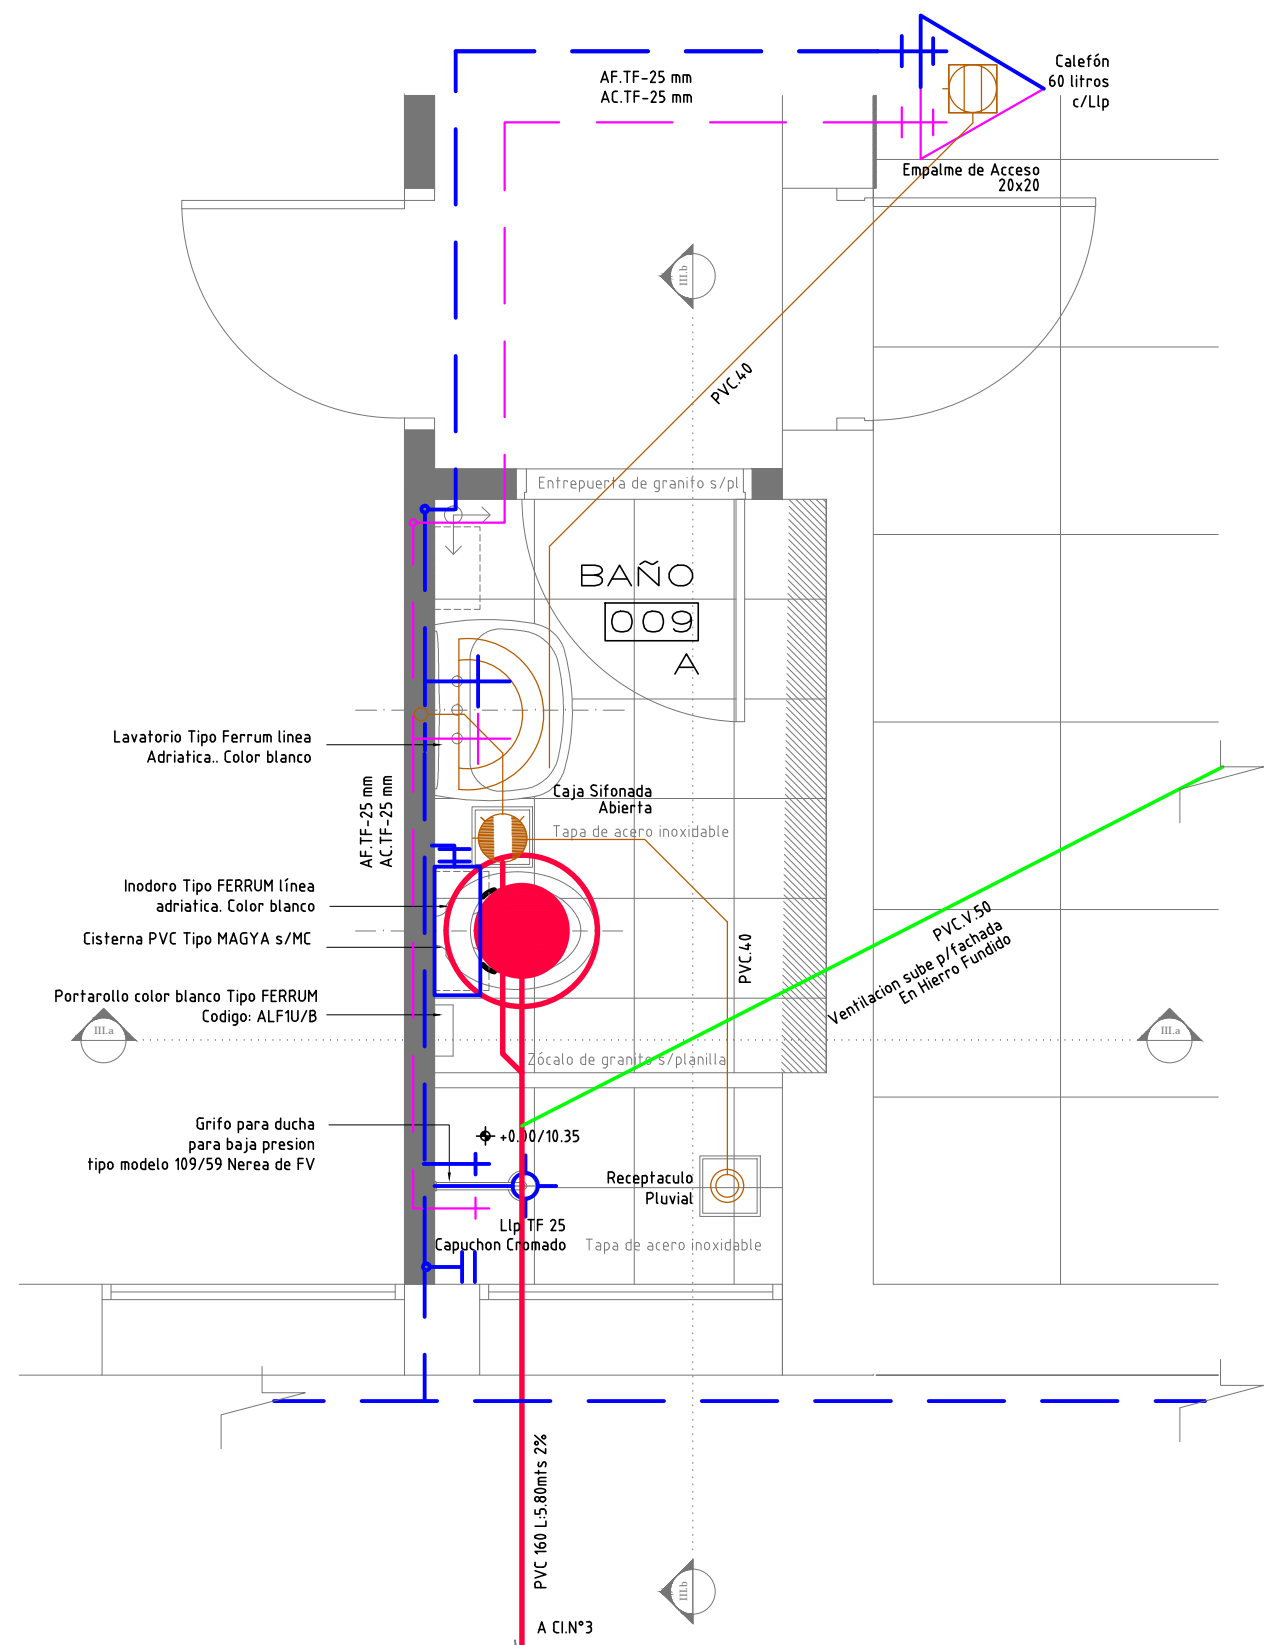 Calefón
60 litros
c/Llp
AF.TF-25 mm
AC.TF-25 mm
Empalme de Acceso
20x20
III.b
PVC.40
Entrepuerta de granito s/pl
BAÑO
009
A
Lavatorio Tipo Ferrum linea
Adriatica.. Color blanco
AF.TF-25 mm
AC.TF-25 mm
Caja Sifonada
Abierta
Tapa de acero inoxidable
Inodoro Tipo FERRUM línea
adriatica. Color blanco
Cisterna PVC Tipo MAGYA s/MC
PVC.40
PVC.V.50
Ventilacion sube p/fachada
En Hierro Fundido
Portarollo color blanco Tipo FERRUM
Codigo: ALF1U/B
III.a
III.a
Zócalo de granito s/planilla
Grifo para ducha
para baja presion
tipo modelo 109/59 Nerea de FV
+0.00/10.35
Receptaculo
Pluvial
Llp TF 25
Capuchon Cromado
Tapa de acero inoxidable
PVC 160 L:5.80mts 2%
III.b
A CI.N°3